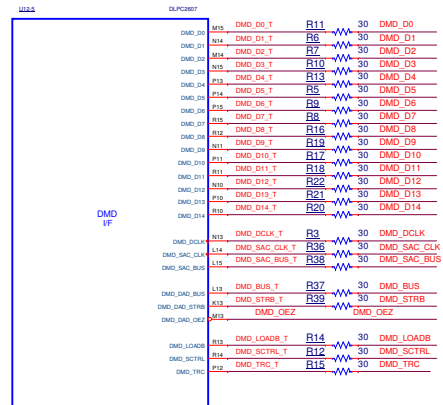 U12-5 DLPC2607
DMD_D0 M15 DMD_D0_T R11 30 DMD_D0
DMD_D1 N14 DMD_D1_T R6 30 DMD_D1
DMD_D2 M14 DMD_D2_T R7 30 DMD_D2
DMD_D3 N15 DMD_D3_T R10 30 DMD_D3
DMD_D4 P13 DMD_D4_T R13 30 DMD_D4
DMD_D5 P14 DMD_D5_T R5 30 DMD_D5
DMD_D6 P15 DMD_D6_T R9 30 DMD_D6
DMD_D7 R15 DMD_D7_T R8 30 DMD_D7
DMD_D8 R12 DMD_D8_T R16 30 DMD_D8
DMD_D9 N11 DMD_D9_T R19 30 DMD_D9
DMD_D10 P11 DMD_D10_T R17 30 DMD_D10
DMD_D11 R11 DMD_D11_T R18 30 DMD_D11
DMD_D12 N10 DMD_D12_T R22 30 DMD_D12
DMD_D13 P10 DMD_D13_T R21 30 DMD_D13
DMD_D14 R10 DMD_D14_T R20 30 DMD_D14
DMD
I/F
DMD_DCLK N13 DMD_DCLK_T R3 30 DMD_DCLK
DMD_SAC_CLK L14 DMD_SAC_CLK_T R36 30 DMD_SAC_CLK
DMD_SAC_BUS L15 DMD_SAC_BUS_T R38 30 DMD_SAC_BUS
DMD_DAD_BUS L13 DMD_BUS_T R37 30 DMD_BUS
DMD_DAD_STRB K13 DMD_STRB_T R39 30 DMD_STRB
DMD_DAD_OEZ M13 DMD_OEZ DMD_OEZ
DMD_LOADB R13 DMD_LOADB_T R14 30 DMD_LOADB
DMD_SCTRL R14 DMD_SCTRL_T R12 30 DMD_SCTRL
DMD_TRC P12 DMD_TRC_T R15 30 DMD_TRC